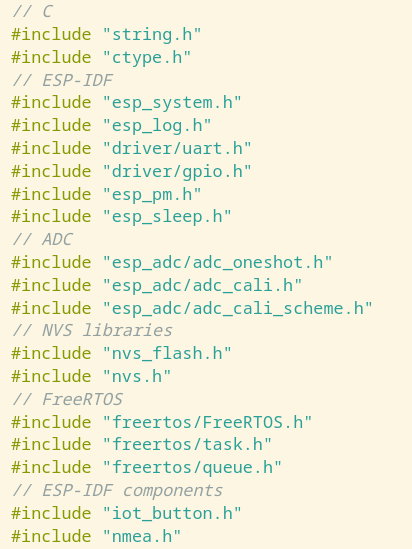 // C
#include "string.h"
#include "ctype.h"
// ESP-IDF
#include "esp_system.h"
#include "esp_log.h"
#include "driver/uart.h"
#include "driver/gpio.h"
#include "esp_pm.h"
#include "esp_sleep.h"
// ADC
#include "esp_adc/adc_oneshot.h"
#include "esp_adc/adc_cali.h"
#include "esp_adc/adc_cali_scheme.h"
// NVS libraries
#include "nvs_flash.h"
#include "nvs.h"
// FreeRTOS
#include "freertos/FreeRTOS.h"
#include "freertos/task.h"
#include "freertos/queue.h"
// ESP-IDF components
#include "iot_button.h"
#include "nmea.h"